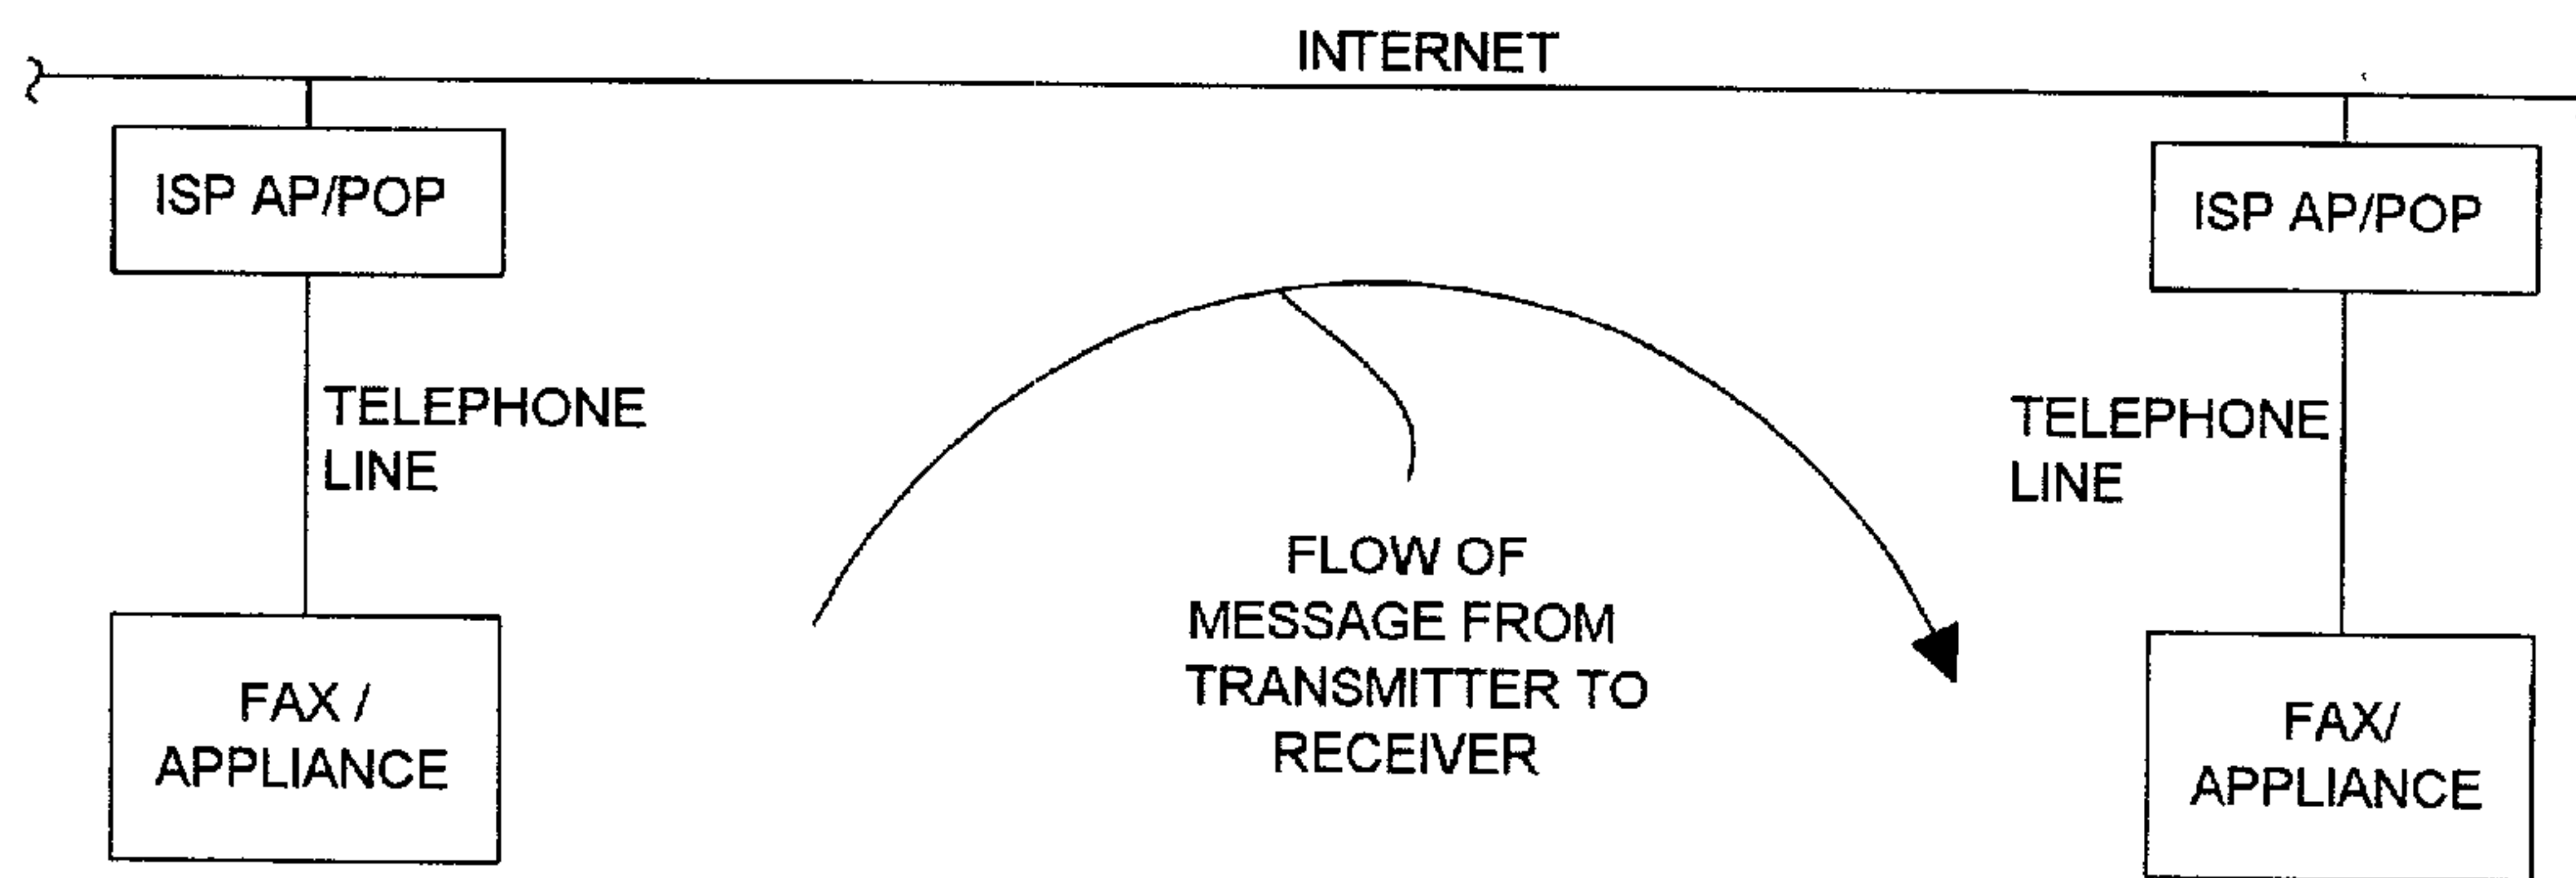 INTERNET
ISP AP/POP
ISP AP/POP
TELEPHONE
LINE
TELEPHONE
LINE
FLOW OF
MESSAGE FROM
TRANSMITTER TO
RECEIVER
FAX /
APPLIANCE
FAX/
APPLIANCE